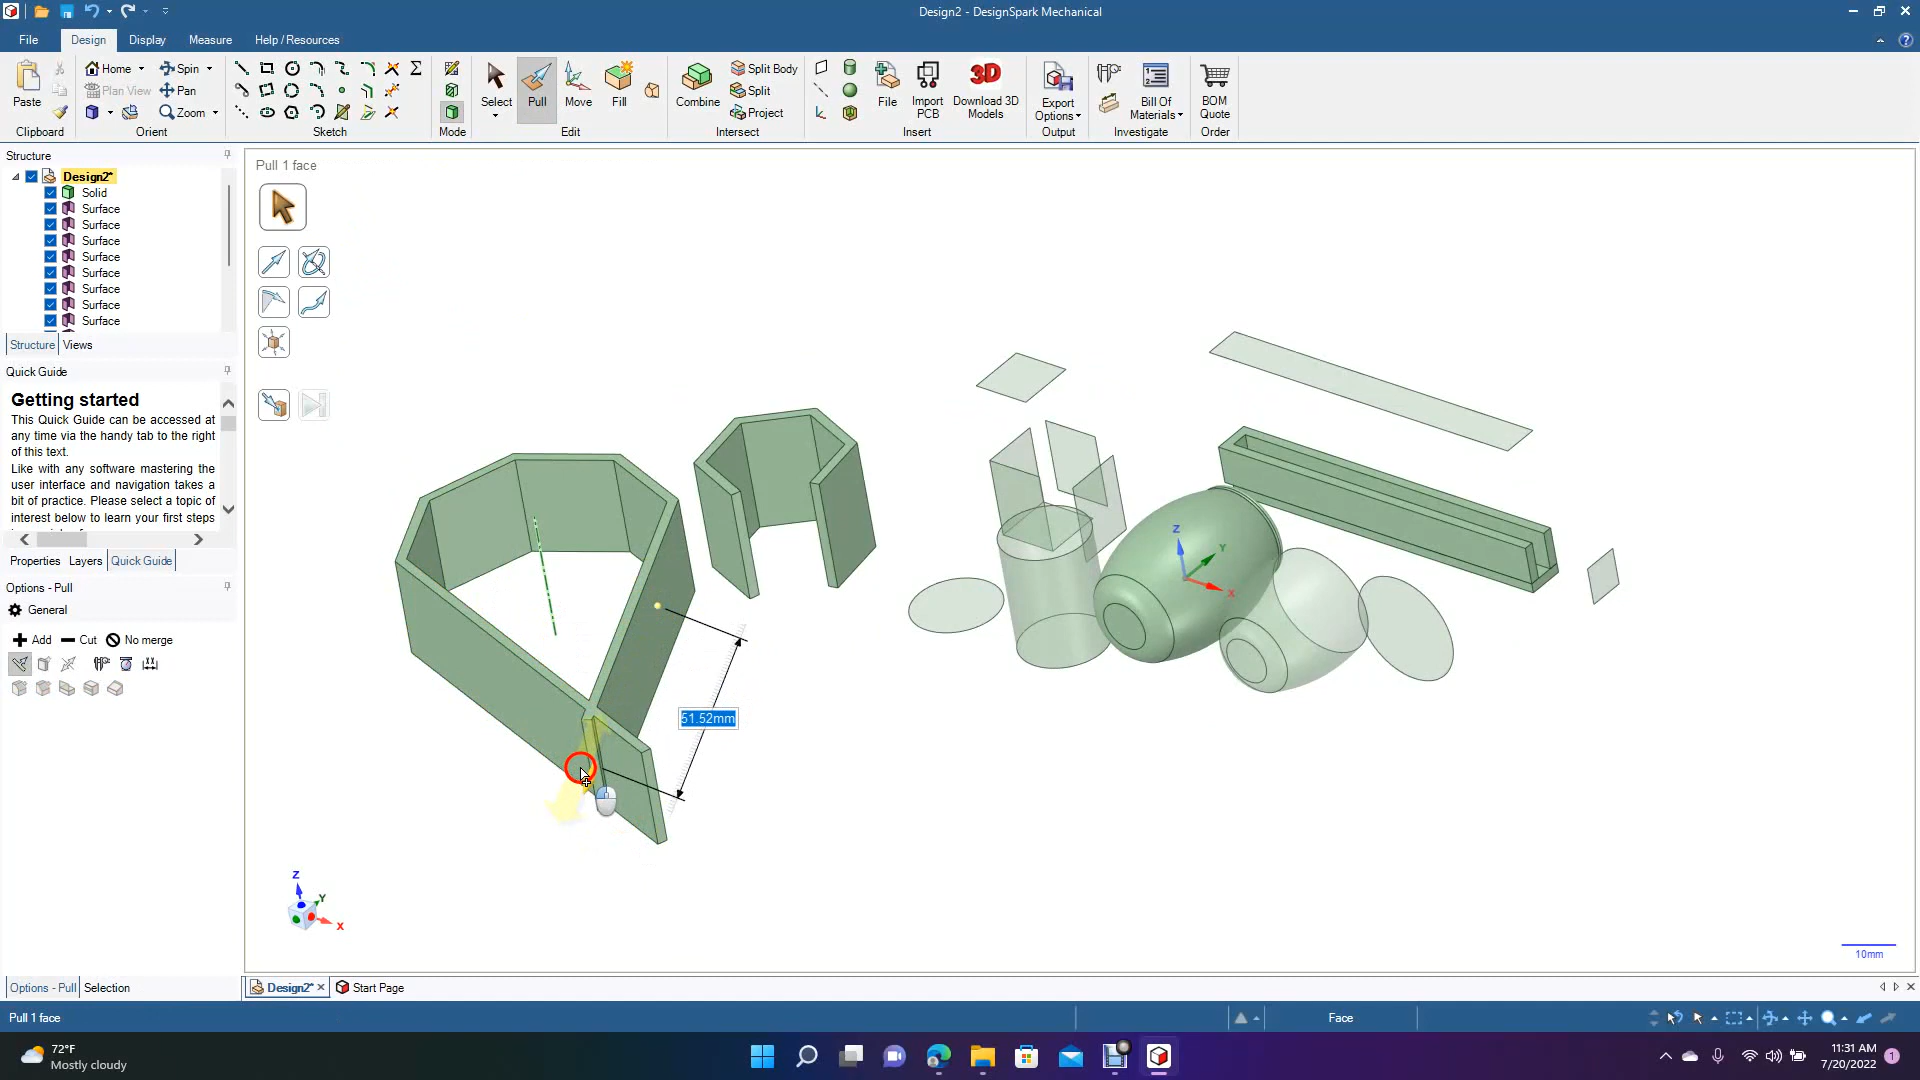 Design2 - DesignSpark Mechanical
File
Design
Display
Measure
Help / Resources
Paste
Home
Plan View
Spin
Pan
Zoom
Select
Pull
Move
Fill
Combine
Split Body
Split
Project
File
Import PCB
Download 3D Models
Export Options
Bill Of Materials
BOM Quote
Clipboard
Orient
Sketch
Mode
Edit
Intersect
Insert
Output
Investigate
Order
Structure
Design2*
Solid
Surface
Surface
Surface
Surface
Surface
Surface
Surface
Surface
Structure
Views
Quick Guide
Getting started
This Quick Guide can be accessed at
any time via the handy tab to the right
of this text.
Like with any software mastering the
user interface and navigation takes a
bit of practice. Please select a topic of
interest below to learn your first steps
Properties
Layers
Quick Guide
Options - Pull
General
Add
Cut
No merge
Options - Pull
Selection
Pull 1 face
3D
51.52mm
Z
Y
X
Z
Y
X
10mm
Design2*
Start Page
Pull 1 face
Face
72°F
Mostly cloudy
11:31 AM
7/20/2022
1